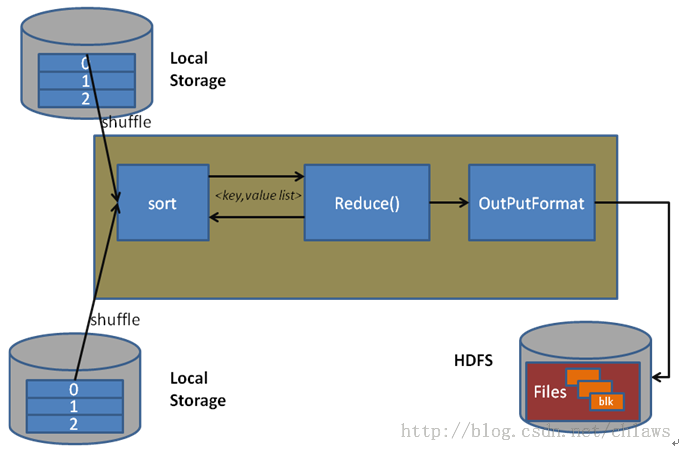 0
1
2
Local
Storage
shuffle
sort
<key,value list>
Reduce()
OutPutFormat
shuffle
0
1
2
Local
Storage
HDFS
Files
blk
http://blog.csdn.net/chlaws